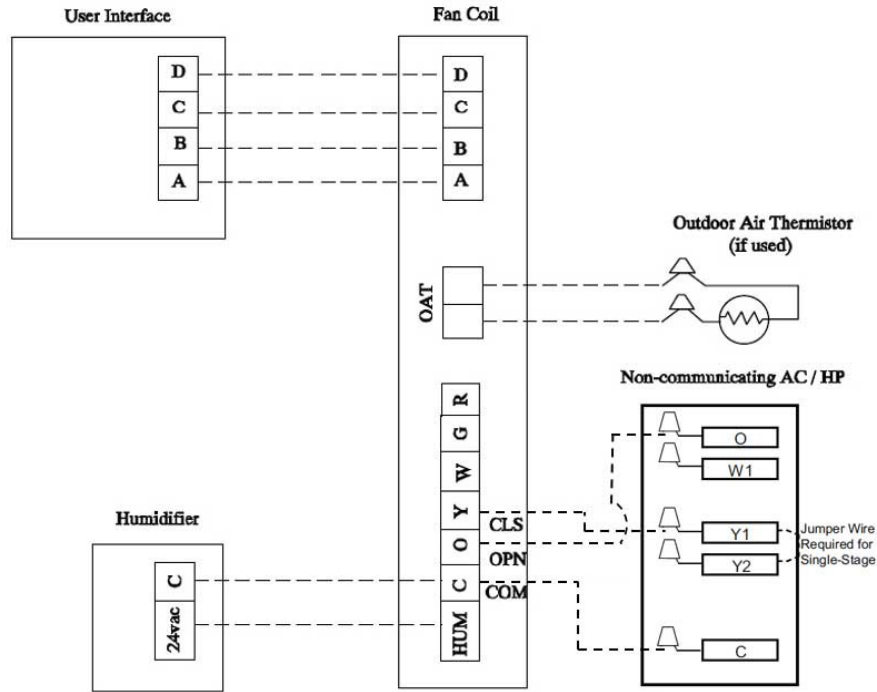 User Interface
Fan Coil
D
C
B
A
D
C
B
A
Outdoor Air Thermistor
(if used)
OAT
Non-communicating AC / HP
R
G
W
Y
O
C
HUM
CLS
OPN
COM
O
W1
Y1
Y2
C
Jumper Wire
Required for
Single-Stage
Humidifier
C
24vac